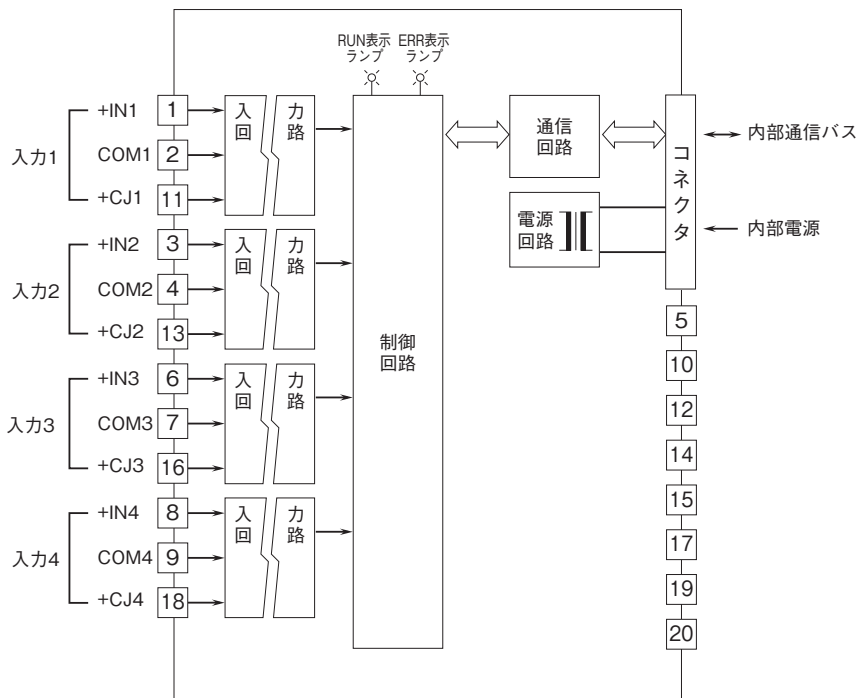 RUN表示
ランプ
ERR表示
ランプ
入力1
+IN1
1
COM1
2
+CJ1
11
入回
力路
入力2
+IN2
3
COM2
4
+CJ2
13
入回
力路
入力3
+IN3
6
COM3
7
+CJ3
16
入回
力路
入力4
+IN4
8
COM4
9
+CJ4
18
入回
力路
制御
回路
通信
回路
電源
回路
コネクタ
内部通信バス
内部電源
5
10
12
14
15
17
19
20